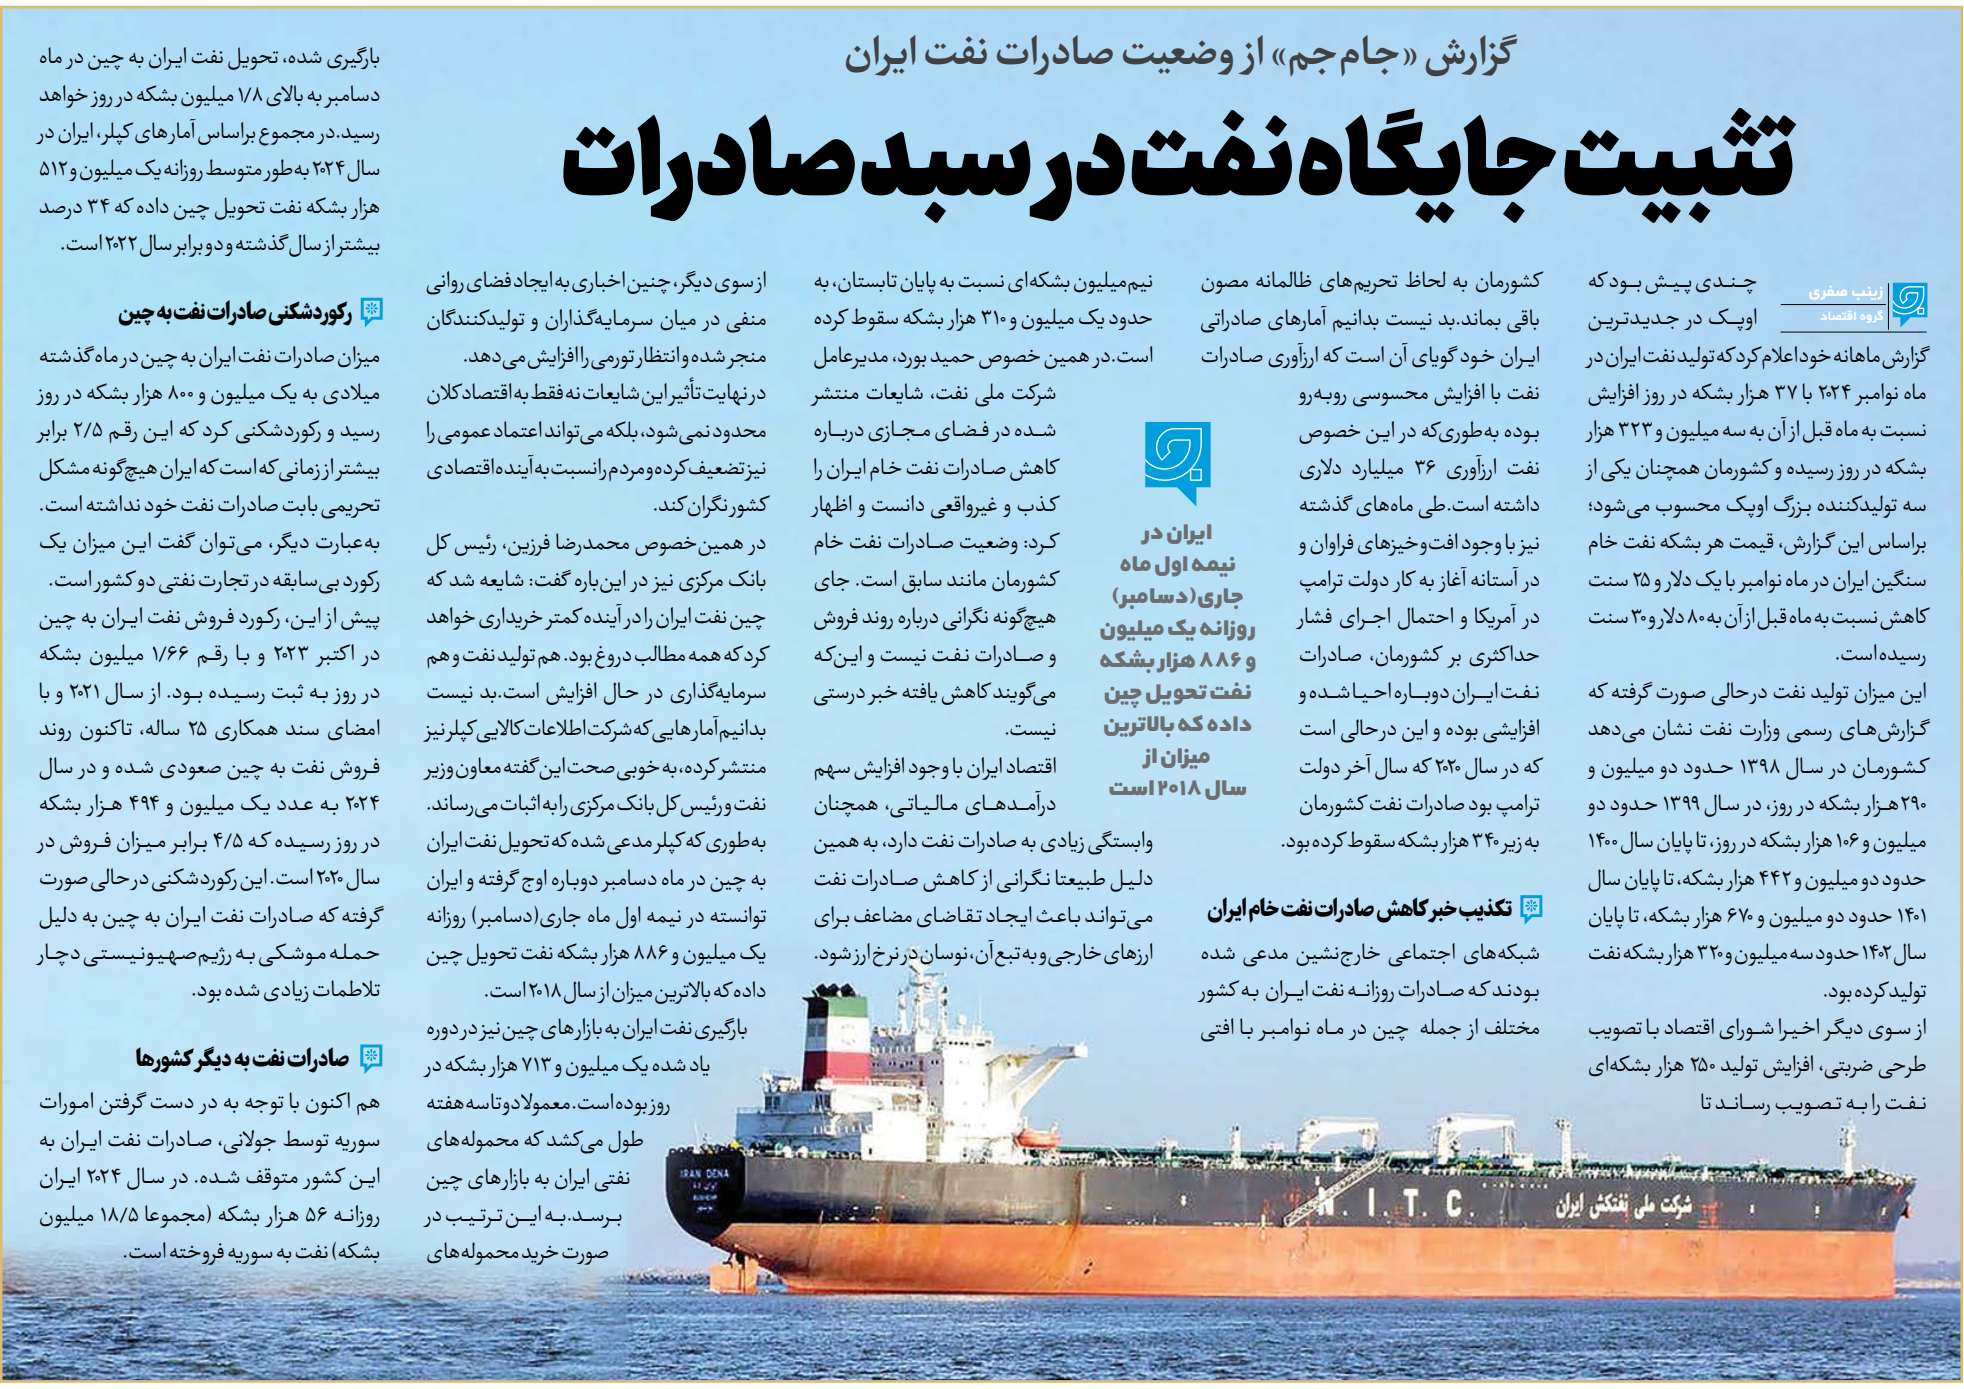 گزارش «جام‌جم» از وضعیت صادرات نفت ایران
تثبیت جایگاه نفت در سبد صادرات
زینب صفری
گروه اقتصاد
چندی پیش بود که
اوپک در جدیدترین
گزارش ماهانه خود اعلام کرد که تولید نفت ایران در
ماه نوامبر ۲۰۲۴ با ۳۷ هزار بشکه در روز افزایش
نسبت به ماه قبل از آن به سه میلیون و ۳۲۳ هزار
بشکه در روز رسیده و کشورمان همچنان یکی از
سه تولیدکننده بزرگ اوپک محسوب می‌شود؛
براساس این گزارش، قیمت هر بشکه نفت خام
سنگین ایران در ماه نوامبر با یک دلار و ۲۵ سنت
کاهش نسبت به ماه قبل از آن به ۸۰ دلار و ۳۰ سنت
رسیده است.
این میزان تولید نفت درحالی صورت گرفته که
گزارش‌های رسمی وزارت نفت نشان می‌دهد
کشورمان در سال ۱۳۹۸ حدود دو میلیون و
۲۹۰ هزار بشکه در روز، در سال ۱۳۹۹ حدود دو
میلیون و ۱۰۶ هزار بشکه در روز، تا پایان سال ۱۴۰۰
حدود دو میلیون و ۴۴۲ هزار بشکه، تا پایان سال
۱۴۰۱ حدود دو میلیون و ۶۷۰ هزار بشکه، تا پایان
سال ۱۴۰۲ حدود سه میلیون و ۳۲۰ هزار بشکه نفت
تولید کرده بود.
از سوی دیگر اخیرا شورای اقتصاد با تصویب
طرحی ضربتی، افزایش تولید ۲۵۰ هزار بشکه‌ای
نفت را به تصویب رساند تا
کشورمان به لحاظ تحریم‌های ظالمانه مصون
باقی بماند.بد نیست بدانیم آمارهای صادراتی
ایران خود گویای آن است که ارزآوری صادرات
نفت با افزایش محسوسی روبه‌رو
بوده به‌طوری‌که در این خصوص
نفت ارزآوری ۳۶ میلیارد دلاری
داشته است.طی ماه‌های گذشته
نیز با وجود افت‌وخیزهای فراوان و
در آستانه آغاز به کار دولت ترامپ
در آمریکا و احتمال اجرای فشار
حداکثری بر کشورمان، صادرات
نفت ایران دوباره احیا شده و
افزایشی بوده و این درحالی است
که در سال ۲۰۲۰ که سال آخر دولت
ترامپ بود صادرات نفت کشورمان
به زیر ۳۴۰ هزار بشکه سقوط کرده بود.
تکذیب خبر کاهش صادرات نفت خام ایران
شبکه‌های اجتماعی خارج‌نشین مدعی شده
بودند که صادرات روزانه نفت ایران به کشور
مختلف از جمله چین در ماه نوامبر با افتی
نیم‌میلیون بشکه‌ای نسبت به پایان تابستان، به
حدود یک میلیون و ۳۱۰ هزار بشکه سقوط کرده
است.در همین خصوص حمید بورد، مدیرعامل
شرکت ملی نفت، شایعات منتشر
شده در فضای مجازی درباره
کاهش صادرات نفت خام ایران را
کذب و غیرواقعی دانست و اظهار
کرد: وضعیت صادرات نفت خام
کشورمان مانند سابق است. جای
هیچ‌گونه نگرانی درباره روند فروش
و صادرات نفت نیست و این‌که
می‌گویند کاهش یافته خبر درستی
نیست.
اقتصاد ایران با وجود افزایش سهم
درآمدهای مالیاتی، همچنان
وابستگی زیادی به صادرات نفت دارد، به همین
دلیل طبیعتا نگرانی از کاهش صادرات نفت
می‌تواند باعث ایجاد تقاضای مضاعف برای
ارزهای خارجی و به تبع آن، نوسان در نرخ ارز شود.
ایران در
نیمه اول ماه
جاری(دسامبر)
روزانه یک میلیون
و ۸۸۶ هزار بشکه
نفت تحویل چین
داده که بالاترین
میزان از
سال ۲۰۱۸ است
از سوی دیگر، چنین اخباری به ایجاد فضای روانی
منفی در میان سرمایه‌گذاران و تولیدکنندگان
منجر شده و انتظار تورمی را افزایش می‌دهد.
در نهایت تأثیر این شایعات نه فقط به اقتصاد کلان
محدود نمی‌شود، بلکه می‌تواند اعتماد عمومی را
نیز تضعیف کرده و مردم را نسبت به آینده اقتصادی
کشور نگران کند.
در همین‌خصوص محمدرضا فرزین، رئیس کل
بانک مرکزی نیز در این‌باره گفت: شایعه شد که
چین نفت ایران را در آینده کمتر خریداری خواهد
کرد که همه مطالب دروغ بود. هم تولید نفت و هم
سرمایه‌گذاری در حال افزایش است.بد نیست
بدانیم آمارهایی که شرکت اطلاعات کالایی کپلر نیز
منتشر کرده، به خوبی صحت این گفته معاون وزیر
نفت و رئیس کل بانک مرکزی را به اثبات می‌رساند.
به‌طوری که کپلر مدعی شده که تحویل نفت ایران
به چین در ماه دسامبر دوباره اوج گرفته و ایران
توانسته در نیمه اول ماه جاری(دسامبر) روزانه
یک میلیون و ۸۸۶ هزار بشکه نفت تحویل چین
داده که بالاترین میزان از سال ۲۰۱۸ است.
بارگیری نفت ایران به بازارهای چین نیز در دوره
یاد شده یک میلیون و ۷۱۳ هزار بشکه در
روز بوده است. معمولا دو تا سه هفته
طول می‌کشد که محموله‌های
نفتی ایران به بازارهای چین
برسد.به این ترتیب در
صورت خرید محموله‌های
بارگیری شده، تحویل نفت ایران به چین در ماه
دسامبر به بالای ۱/۸ میلیون بشکه در روز خواهد
رسید.در مجموع براساس آمارهای کپلر، ایران در
سال ۲۰۲۴ به‌طور متوسط روزانه یک میلیون و ۵۱۲
هزار بشکه نفت تحویل چین داده که ۳۴ درصد
بیشتر از سال گذشته و دو برابر سال ۲۰۲۲ است.
رکوردشکنی صادرات نفت به چین
میزان صادرات نفت ایران به چین در ماه گذشته
میلادی به یک میلیون و ۸۰۰ هزار بشکه در روز
رسید و رکوردشکنی کرد که این رقم ۲/۵ برابر
بیشتر از زمانی که است که ایران هیچ‌گونه مشکل
تحریمی بابت صادرات نفت خود نداشته است.
به‌عبارت دیگر، می‌توان گفت این میزان یک
رکورد بی‌سابقه در تجارت نفتی دو کشور است.
پیش از این، رکورد فروش نفت ایران به چین
در اکتبر ۲۰۲۳ و با رقم ۱/۶۶ میلیون بشکه
در روز به ثبت رسیده بود. از سال ۲۰۲۱ و با
امضای سند همکاری ۲۵ ساله، تاکنون روند
فروش نفت به چین صعودی شده و در سال
۲۰۲۴ به عدد یک میلیون و ۴۹۴ هزار بشکه
در روز رسیده که ۴/۵ برابر میزان فروش در
سال ۲۰۲۰ است. این رکوردشکنی در حالی صورت
گرفته که صادرات نفت ایران به چین به دلیل
حمله موشکی به رژیم صهیونیستی دچار
تلاطمات زیادی شده بود.
صادرات نفت به دیگر کشورها
هم اکنون با توجه به در دست گرفتن امورات
سوریه توسط جولانی، صادرات نفت ایران به
این کشور متوقف شده. در سال ۲۰۲۴ ایران
روزانه ۵۶ هزار بشکه (مجموعا ۱۸/۵ میلیون
بشکه) نفت به سوریه فروخته است.
IRAN DENA
N. I. T. C.
شرکت ملی نفتکش ایران